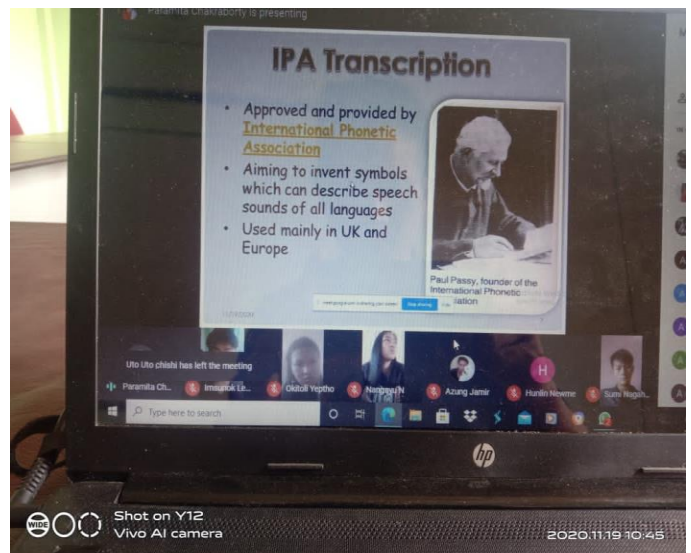 Paramita Chakraborty is presenting
IPA Transcription
• Approved and provided by
International Phonetic
Association
• Aiming to invent symbols
which can describe speech
sounds of all languages
• Used mainly in UK and
Europe
Paul Passy, founder of the
International Phonetic
iation
Stop sharing
Uto Uto chishi has left the meeting
Paramita Ch...
Imsunok Le...
Okitoli Yeptho
Nangayu N
Azung Jamir
H
Hunlin Newme
Type here to search
hp
WIDE
Shot on Y12
Vivo AI camera
2020.11.19 10:45